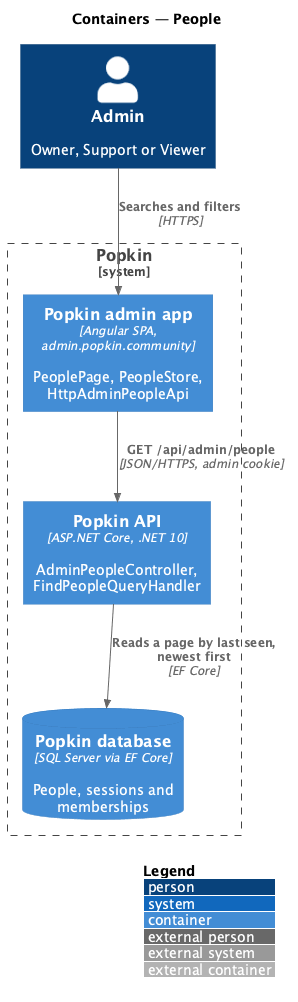 Containers — People
Admin
Owner, Support or Viewer
Searches and filters
[HTTPS]
Popkin
[system]
Popkin admin app
[Angular SPA,
admin.popkin.community]
PeoplePage, PeopleStore,
HttpAdminPeopleApi
GET /api/admin/people
[JSON/HTTPS, admin cookie]
Popkin API
[ASP.NET Core, .NET 10]
AdminPeopleController,
FindPeopleQueryHandler
Reads a page by last seen,
newest first
[EF Core]
Popkin database
[SQL Server via EF Core]
People, sessions and
memberships
Legend
person
system
container
external person
external system
external container